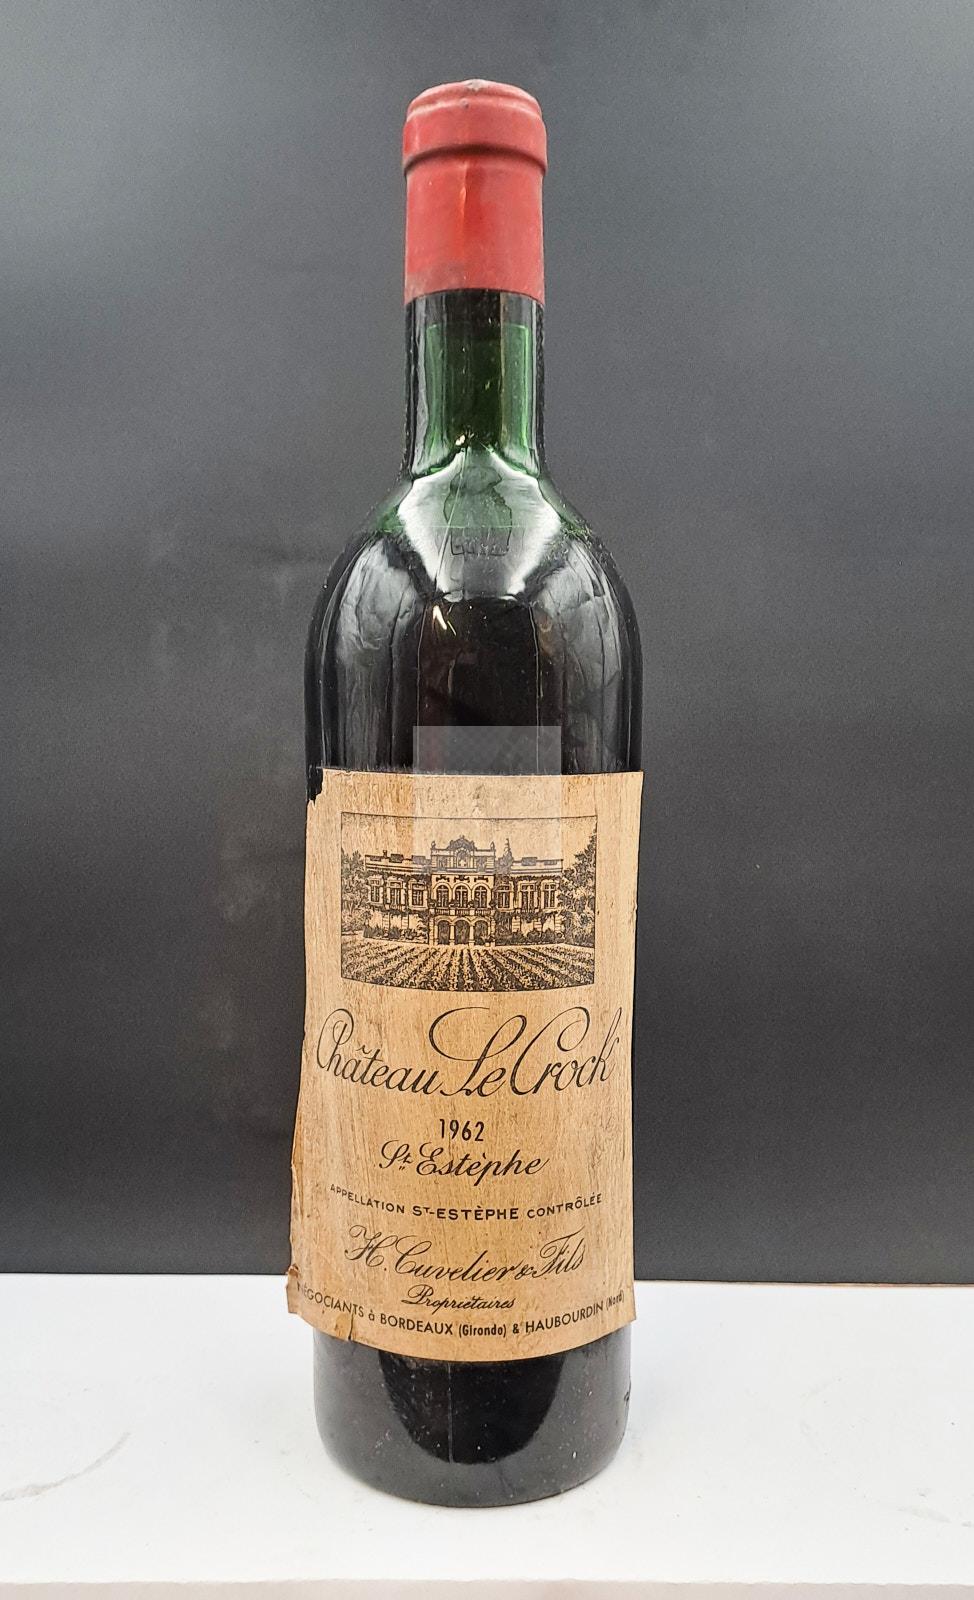 Château Le Crock
1962
St Estèphe
APPELLATION ST-ESTÈPHE CONTRÔLÉE
H. Cuvelier & Fils
Propriétaires
NÉGOCIANTS à BORDEAUX (Gironde) & HAUBOURDIN (Nord)